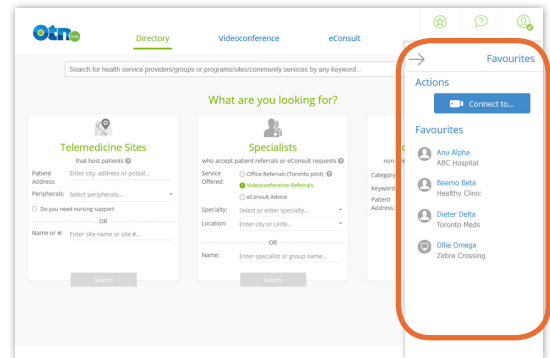 otn hub
Directory
Videoconference
eConsult
Search for health service providers/groups or programs/sites/community services by any keyword...
What are you looking for?
Telemedicine Sites
that host patients
Patient Address:
Enter city, address or postal...
Peripherals:
Select peripherals...
Do you need nursing support
OR
Name or #:
Enter site name or site #...
Search
Specialists
who accept patient referrals or eConsult requests
Service Offered:
Office Referrals (Toronto pilot)
Videoconference Referrals
eConsult Advice
Specialty:
Select or enter specialty...
Location:
Enter city or LHIN...
OR
Name:
Enter specialist or group name...
Search
non-
Category
Keyword
Patient Address:
Favourites
Actions
Connect to...
Favourites
Anu Alpha
ABC Hospital
Beemo Beta
Healthy Clinic
Dieter Delta
Toronto Meds
Ollie Omega
Zebra Crossing